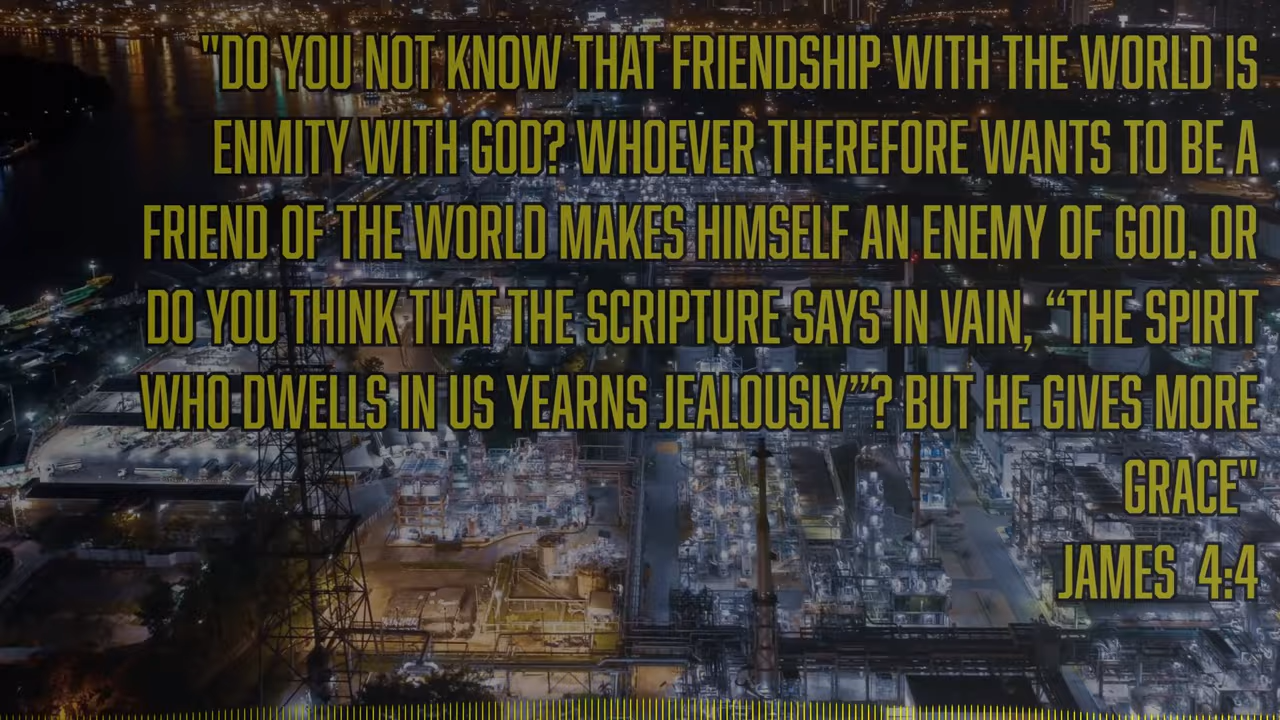 "DO YOU NOT KNOW THAT FRIENDSHIP WITH THE WORLD IS
ENMITY WITH GOD? WHOEVER THEREFORE WANTS TO BE A
FRIEND OF THE WORLD MAKES HIMSELF AN ENEMY OF GOD. OR
DO YOU THINK THAT THE SCRIPTURE SAYS IN VAIN, “THE SPIRIT
WHO DWELLS IN US YEARNS JEALOUSLY”? BUT HE GIVES MORE
GRACE"
JAMES 4:4